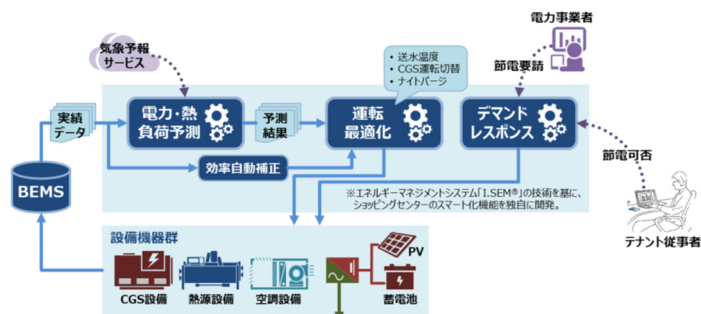 気象予報
サービス
電力事業者
節電要請
・送水温度
・CGS運転切替
・ナイトパージ
実績
データ
電力・熱
負荷予測
予測
結果
運転
最適化
デマンド
レスポンス
効率自動補正
節電可否
BEMS
※エネルギーマネジメントシステム「I.SEM®」の技術を基に、
ショッピングセンターのスマート化機能を独自に開発。
テナント従事者
設備機器群
PV
CGS設備
熱源設備
空調設備
蓄電池